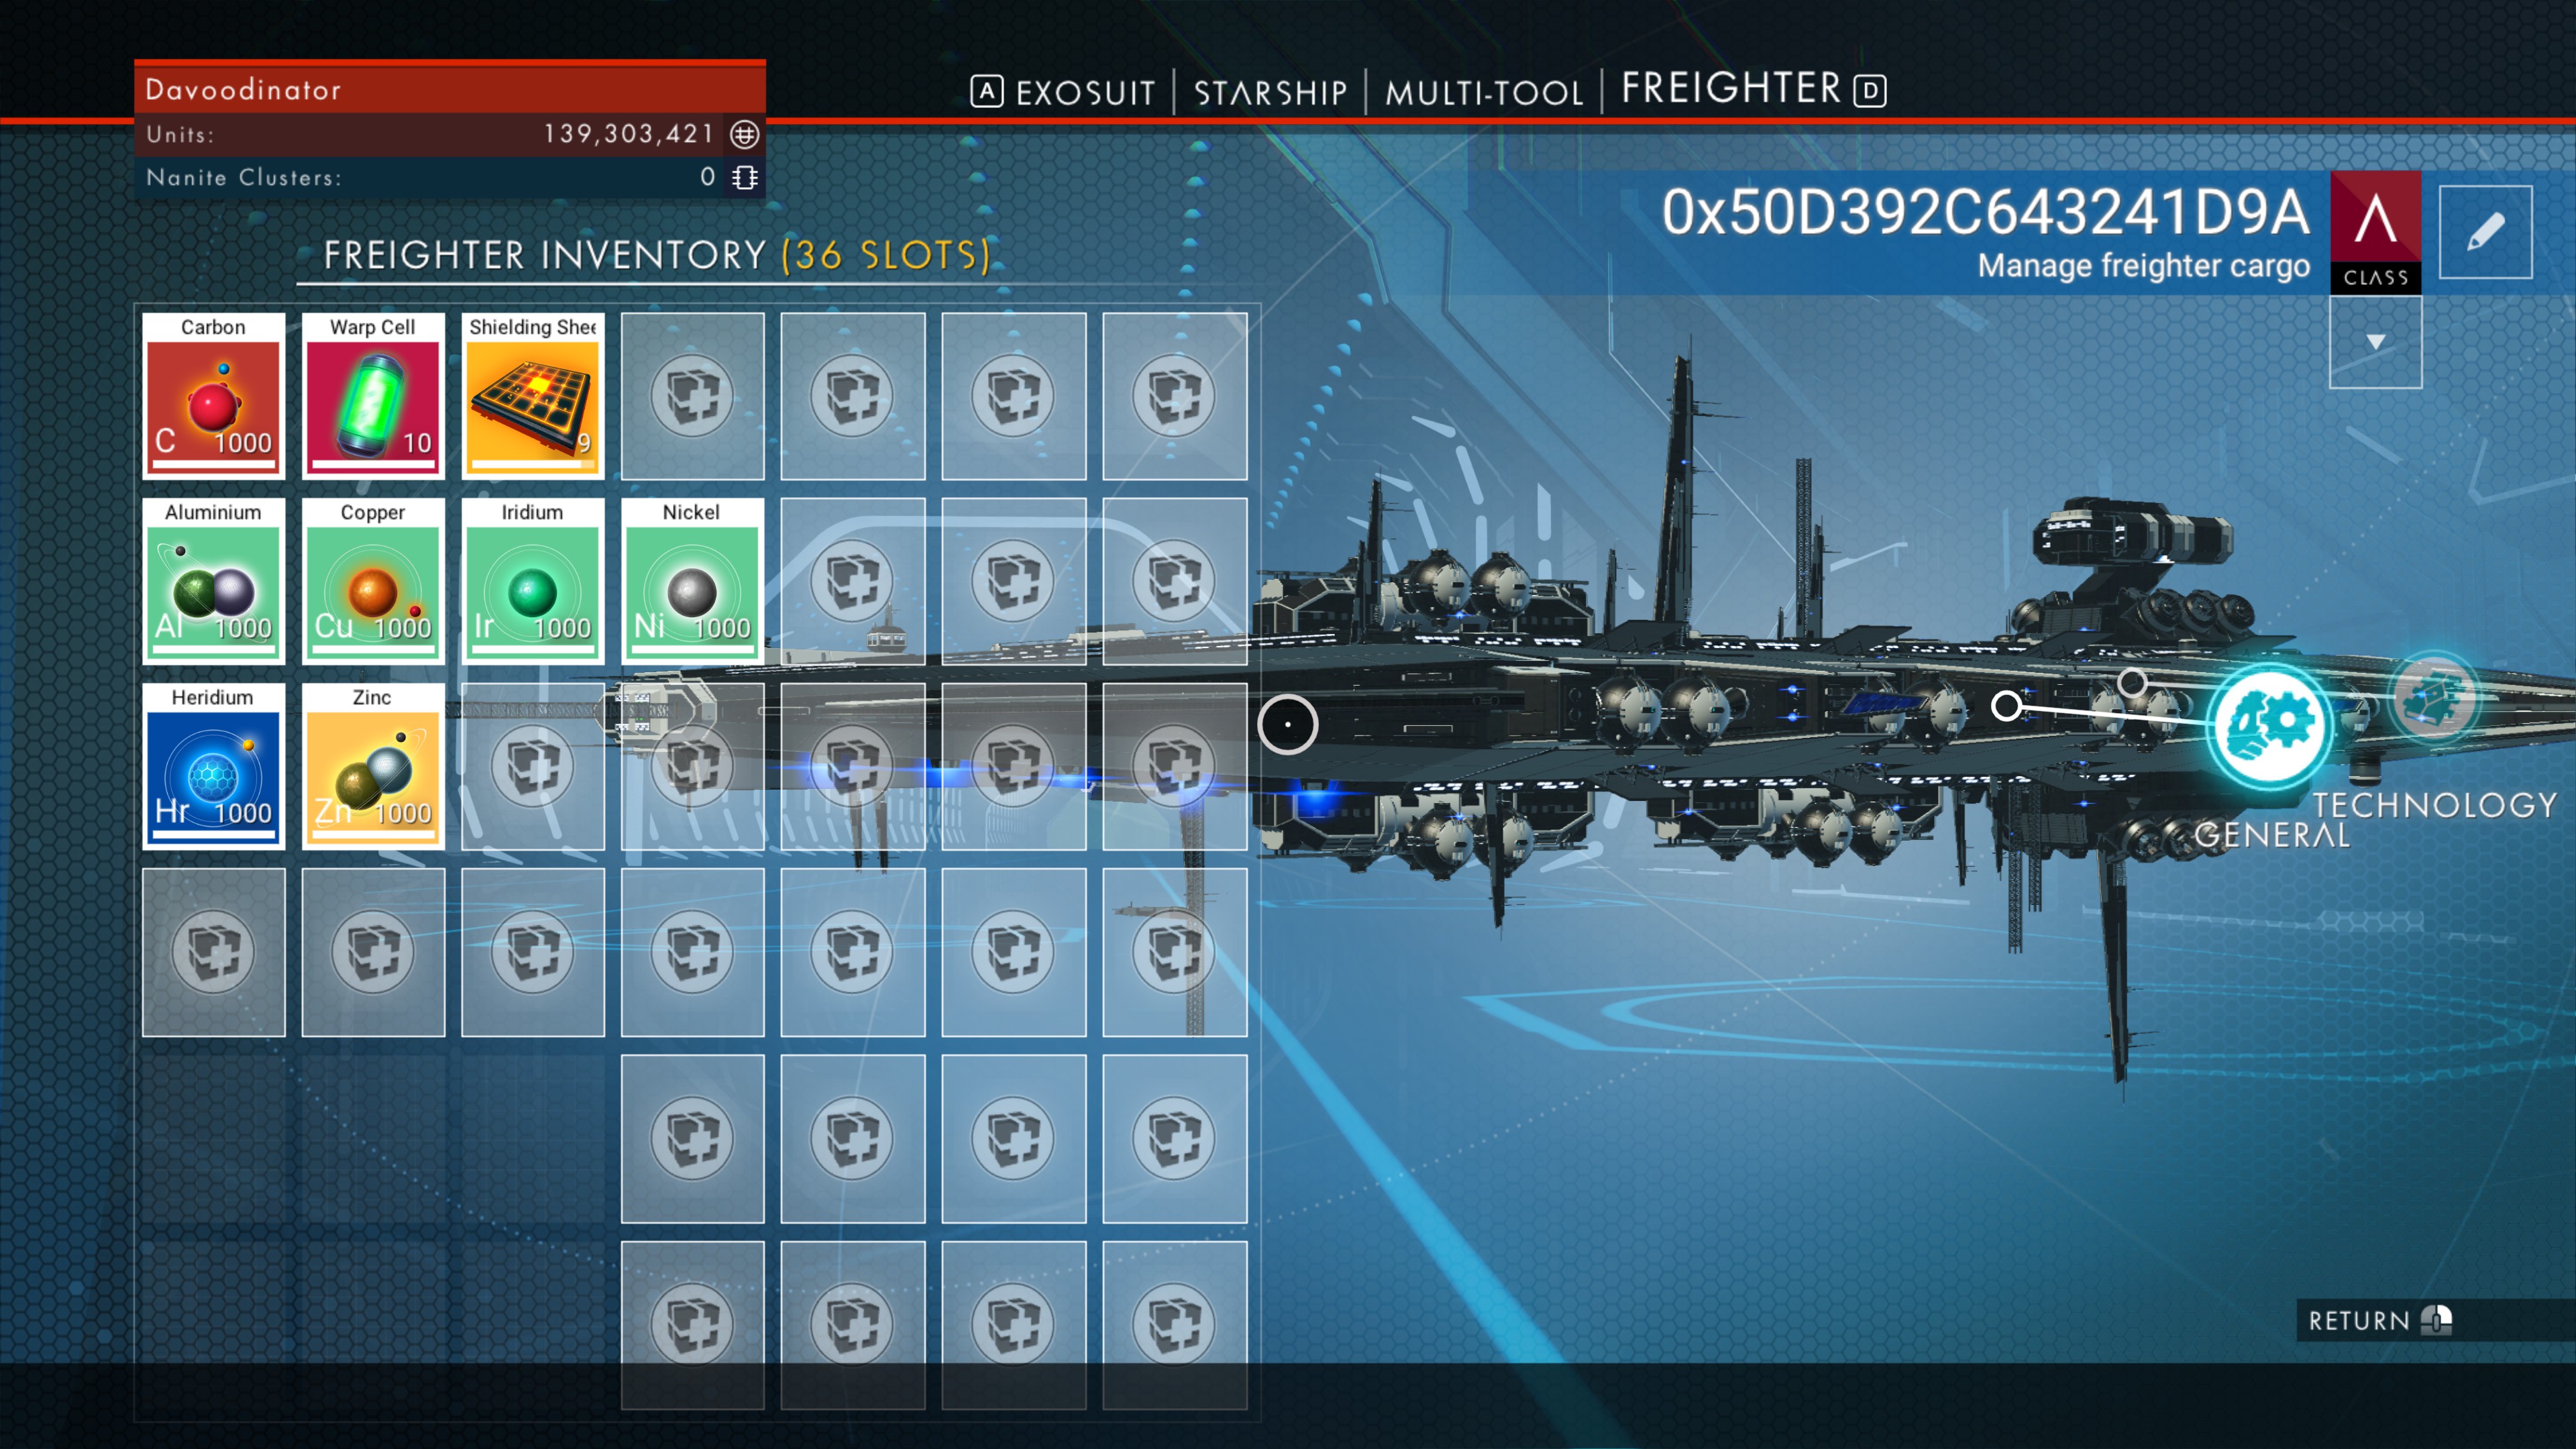 Davoodinator
Units: 139,303,421
Nanite Clusters: 0
A EXOSUIT STARSHIP MULTI-TOOL FREIGHTER D
0x50D392C643241D9A
Manage freighter cargo
A
CLASS
FREIGHTER INVENTORY (36 SLOTS)
Carbon
C 1000
Warp Cell
10
Shielding Shee
9
Aluminium
Al 1000
Copper
Cu 1000
Iridium
Ir 1000
Nickel
Ni 1000
Heridium
Hr 1000
Zinc
Zn 1000
TECHNOLOGY
GENERAL
RETURN